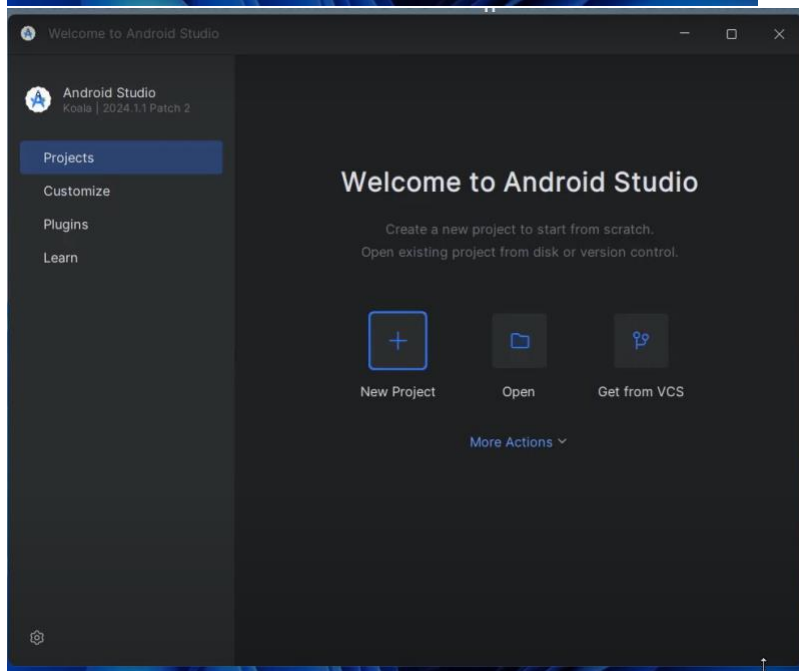 Welcome to Android Studio
Android Studio
Koala | 2024.1.1 Patch 2
Projects
Customize
Plugins
Learn
Welcome to Android Studio
Create a new project to start from scratch.
Open existing project from disk or version control.
New Project
Open
Get from VCS
More Actions